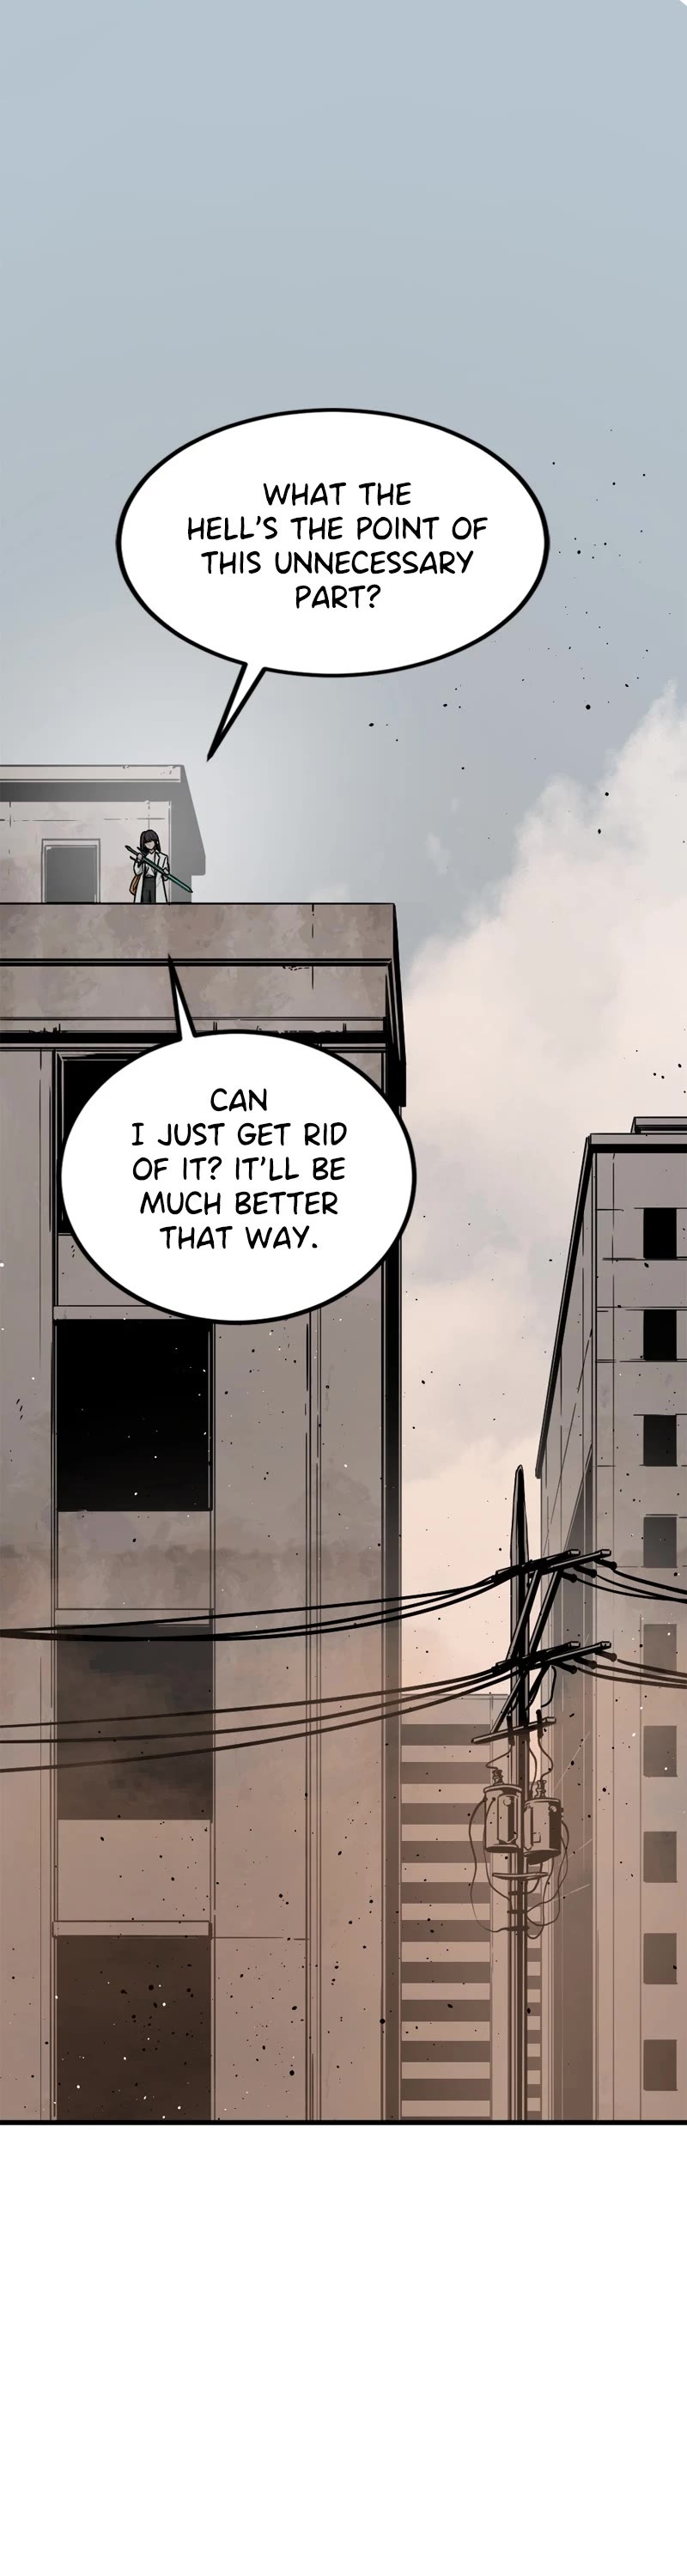 WHAT THE
HELL'S THE POINT OF
THIS UNNECESSARY
PART?
CAN
I JUST GET RID
OF IT? IT'LL BE
MUCH BETTER
THAT WAY.